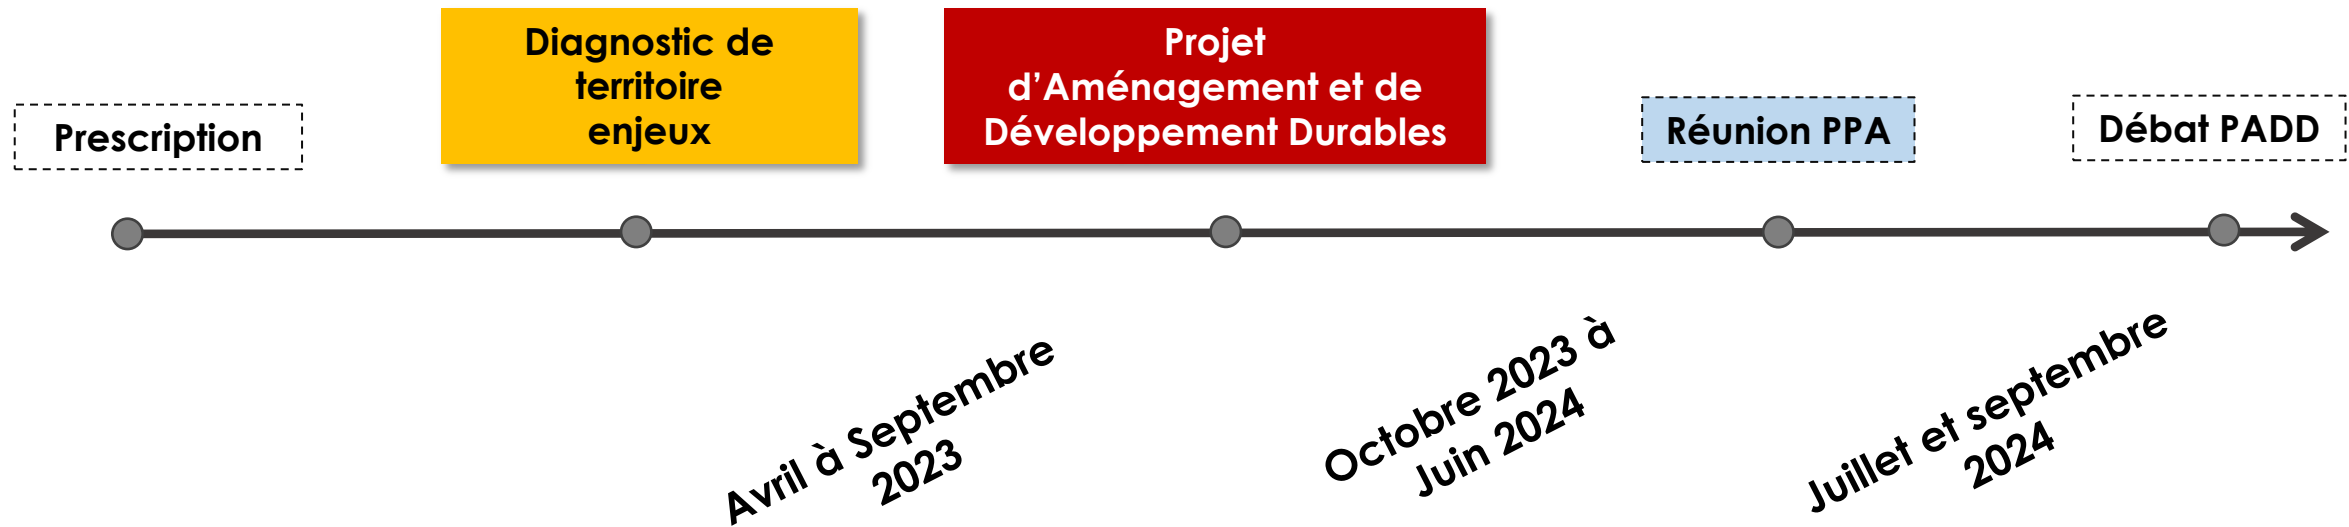 Prescription
Diagnostic de
territoire
enjeux
Projet
d’Aménagement et de
Développement Durables
Réunion PPA
Débat PADD
Avril à Septembre
2023
Octobre 2023 à
Juin 2024
Juillet et septembre
2024